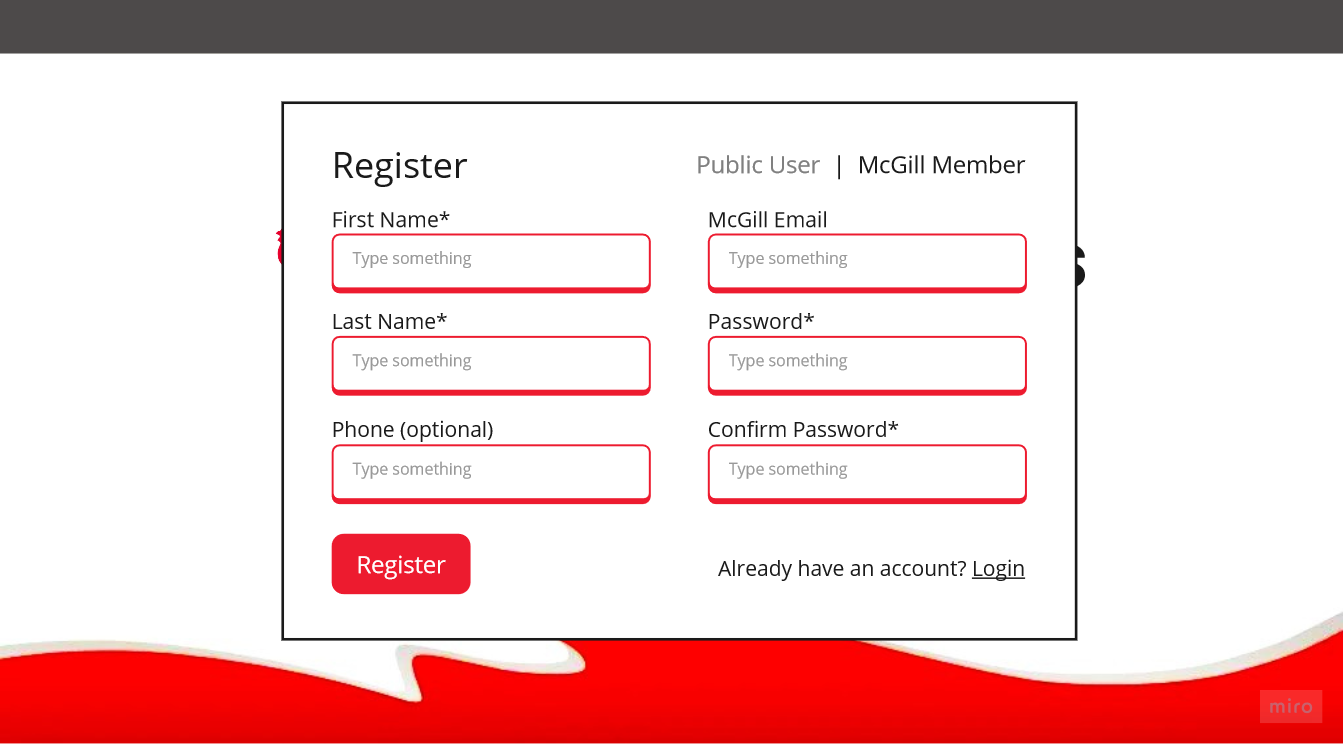 Register
Public User | McGill Member
First Name*
McGill Email
Type something
Type something
Last Name*
Password*
Type something
Type something
Phone (optional)
Confirm Password*
Type something
Type something
Register
Already have an account? Login
miro